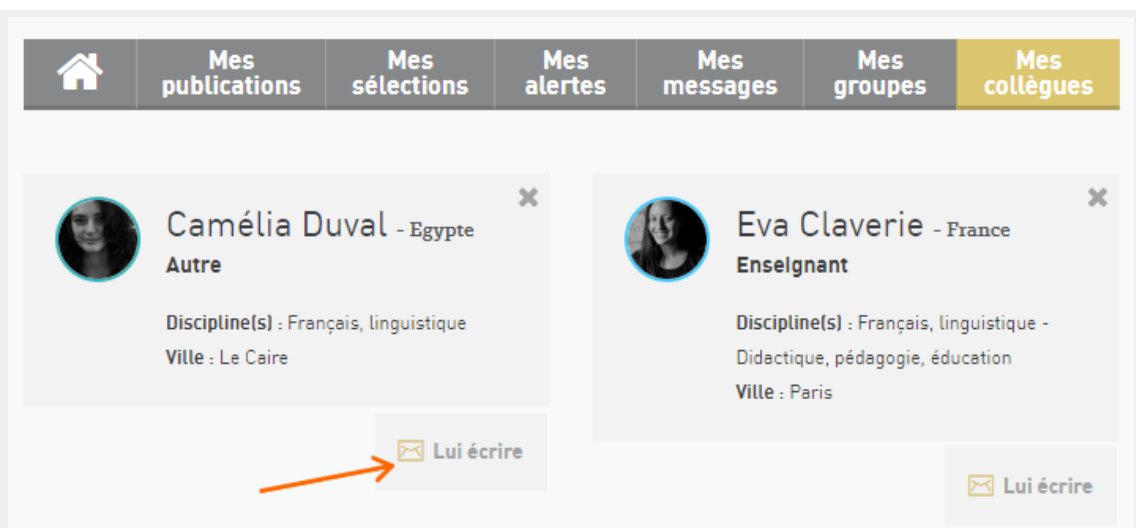 Mes publications
Mes sélections
Mes alertes
Mes messages
Mes groupes
Mes collègues
Camélia Duval - Egypte
Autre
Discipline(s) : Français, linguistique
Ville : Le Caire
Lui écrire
Eva Claverie - France
Enseignant
Discipline(s) : Français, linguistique -
Didactique, pédagogie, éducation
Ville : Paris
Lui écrire